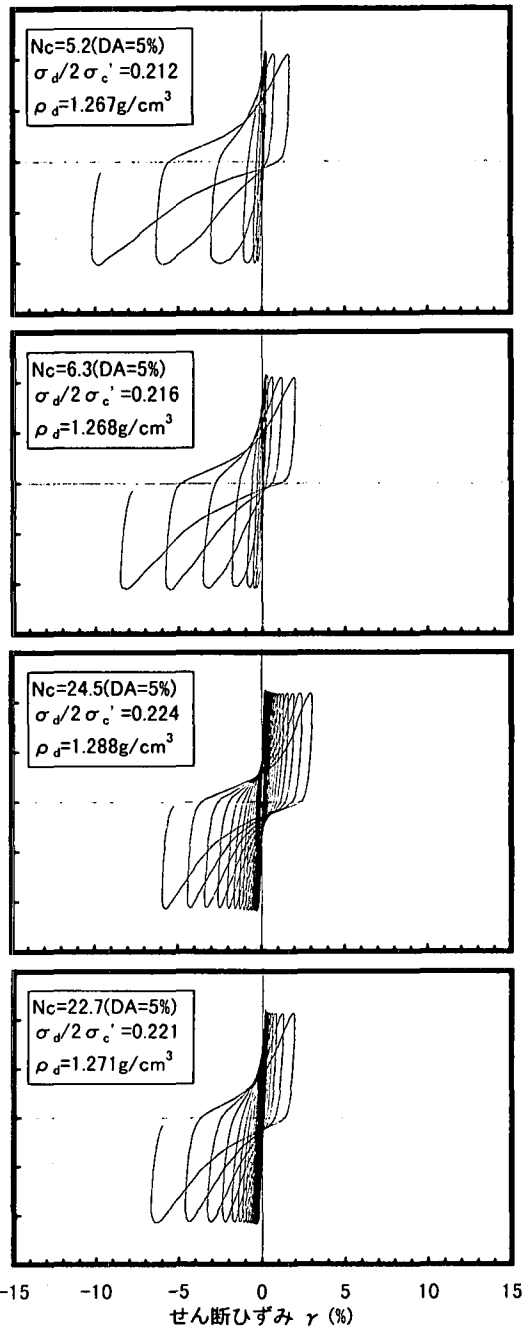 Nc=5.2(DA=5%)
σd/2σc'=0.212
ρd=1.267g/cm³
Nc=6.3(DA=5%)
σd/2σc'=0.216
ρd=1.268g/cm³
Nc=24.5(DA=5%)
σd/2σc'=0.224
ρd=1.288g/cm³
Nc=22.7(DA=5%)
σd/2σc'=0.221
ρd=1.271g/cm³
-15 -10 -5 0 5 10 15
せん断ひずみ γ (%)